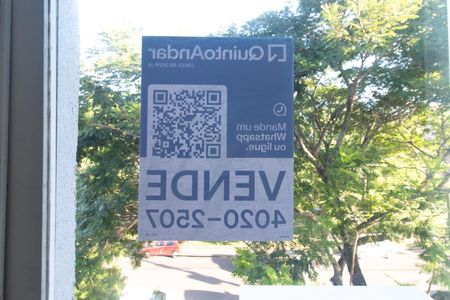 QuintoAndar
Mande um
Whatsapp
ou ligue.
VENDE
4020-2507